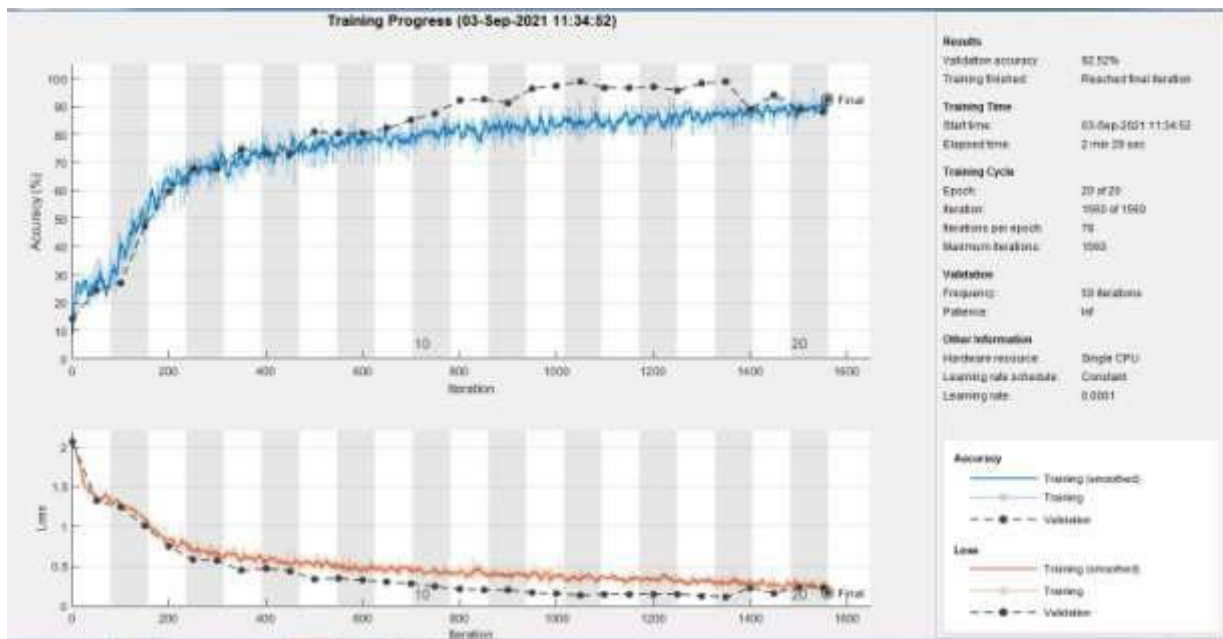 Training Progress (03-Sep-2021 11:34:52)
Accuracy (%)
100
90
80
70
60
50
40
30
20
10
0
10
20
Final
0 200 400 600 800 1000 1200 1400 1600
Iteration
Loss
2
1.5
1
0.5
0
10
20
Final
0 200 400 600 800 1000 1200 1400 1600
Iteration
Results
Validation accuracy: 92.52%
Training finished: Reached final iteration
Training Time
Start time: 03-Sep-2021 11:34:52
Elapsed time: 2 min sec
Training Cycle
Epoch: 20 of 20
Iteration: 1560 of 1560
Iterations per epoch: 78
Maximum iterations: 1560
Validation
Frequency: 50 iterations
Patience: Inf
Other Information
Hardware resource: Single CPU
Learning rate schedule: Constant
Learning rate: 0.0001
Accuracy
Training (smoothed)
Training
Validation
Loss
Training (smoothed)
Training
Validation